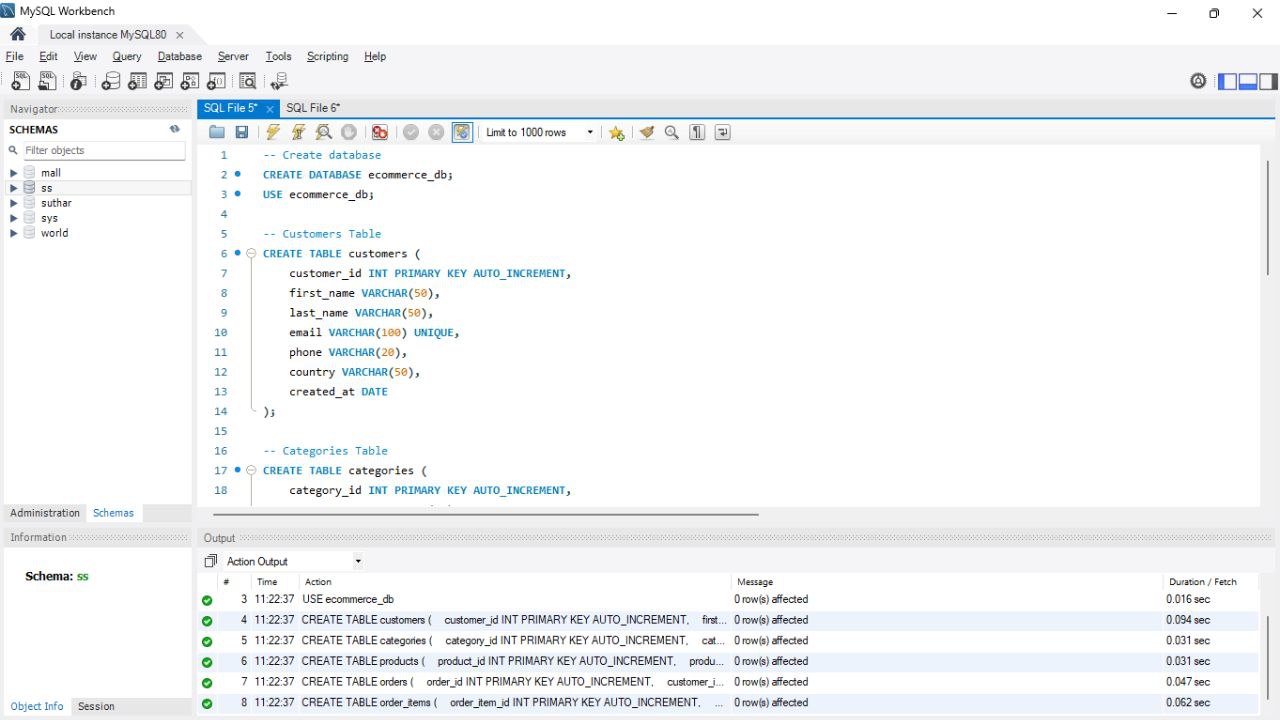 MySQL Workbench
Local instance MySQL80
File Edit View Query Database Server Tools Scripting Help
Navigator
SCHEMAS
Filter objects
mall
ss
suthar
sys
world
Administration Schemas
Information
Schema: ss
Object Info Session
SQL File 5* SQL File 6*
Limit to 1000 rows
1 -- Create database
2 CREATE DATABASE ecommerce_db;
3 USE ecommerce_db;
4
5 -- Customers Table
6 CREATE TABLE customers (
7 customer_id INT PRIMARY KEY AUTO_INCREMENT,
8 first_name VARCHAR(50),
9 last_name VARCHAR(50),
10 email VARCHAR(100) UNIQUE,
11 phone VARCHAR(20),
12 country VARCHAR(50),
13 created_at DATE
14 );
15
16 -- Categories Table
17 CREATE TABLE categories (
18 category_id INT PRIMARY KEY AUTO_INCREMENT,
Output
Action Output
# Time Action Message Duration / Fetch
3 11:22:37 USE ecommerce_db 0 row(s) affected 0.016 sec
4 11:22:37 CREATE TABLE customers ( customer_id INT PRIMARY KEY AUTO_INCREMENT, first... 0 row(s) affected 0.094 sec
5 11:22:37 CREATE TABLE categories ( category_id INT PRIMARY KEY AUTO_INCREMENT, cat... 0 row(s) affected 0.031 sec
6 11:22:37 CREATE TABLE products ( product_id INT PRIMARY KEY AUTO_INCREMENT, produ... 0 row(s) affected 0.031 sec
7 11:22:37 CREATE TABLE orders ( order_id INT PRIMARY KEY AUTO_INCREMENT, customer_i... 0 row(s) affected 0.047 sec
8 11:22:37 CREATE TABLE order_items ( order_item_id INT PRIMARY KEY AUTO_INCREMENT, ... 0 row(s) affected 0.062 sec